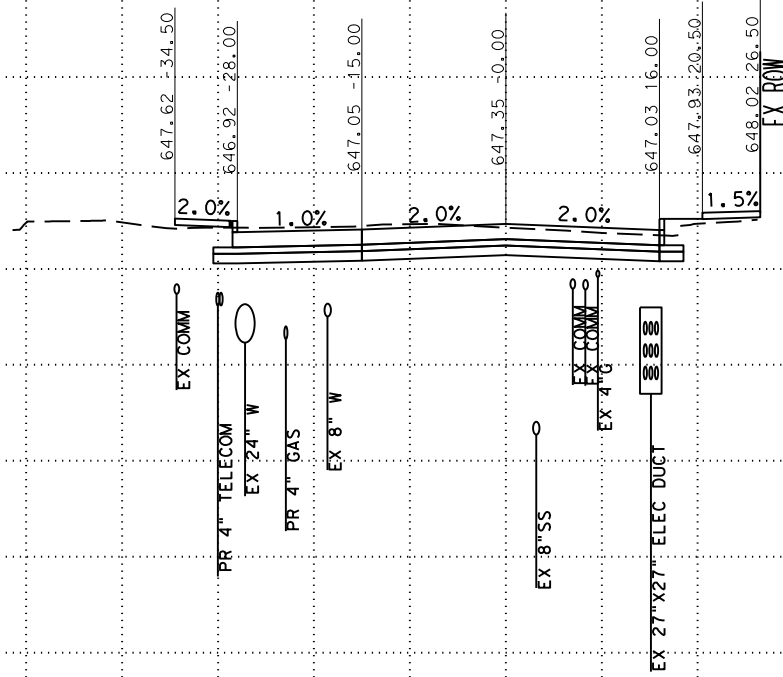 647.62 -34.50
646.92 -28.00
647.05 -15.00
647.35 -0.00
647.03 16.00
647.93 20.50
648.02 26.50
EX ROW
2.0%
1.0%
2.0%
2.0%
1.5%
EX COMM
PR 4" TELECOM
EX 24" W
PR 4" GAS
EX 8" W
EX 8"SS
EX COMM
EX COMM
EX 4"G
EX 27"X27" ELEC DUCT